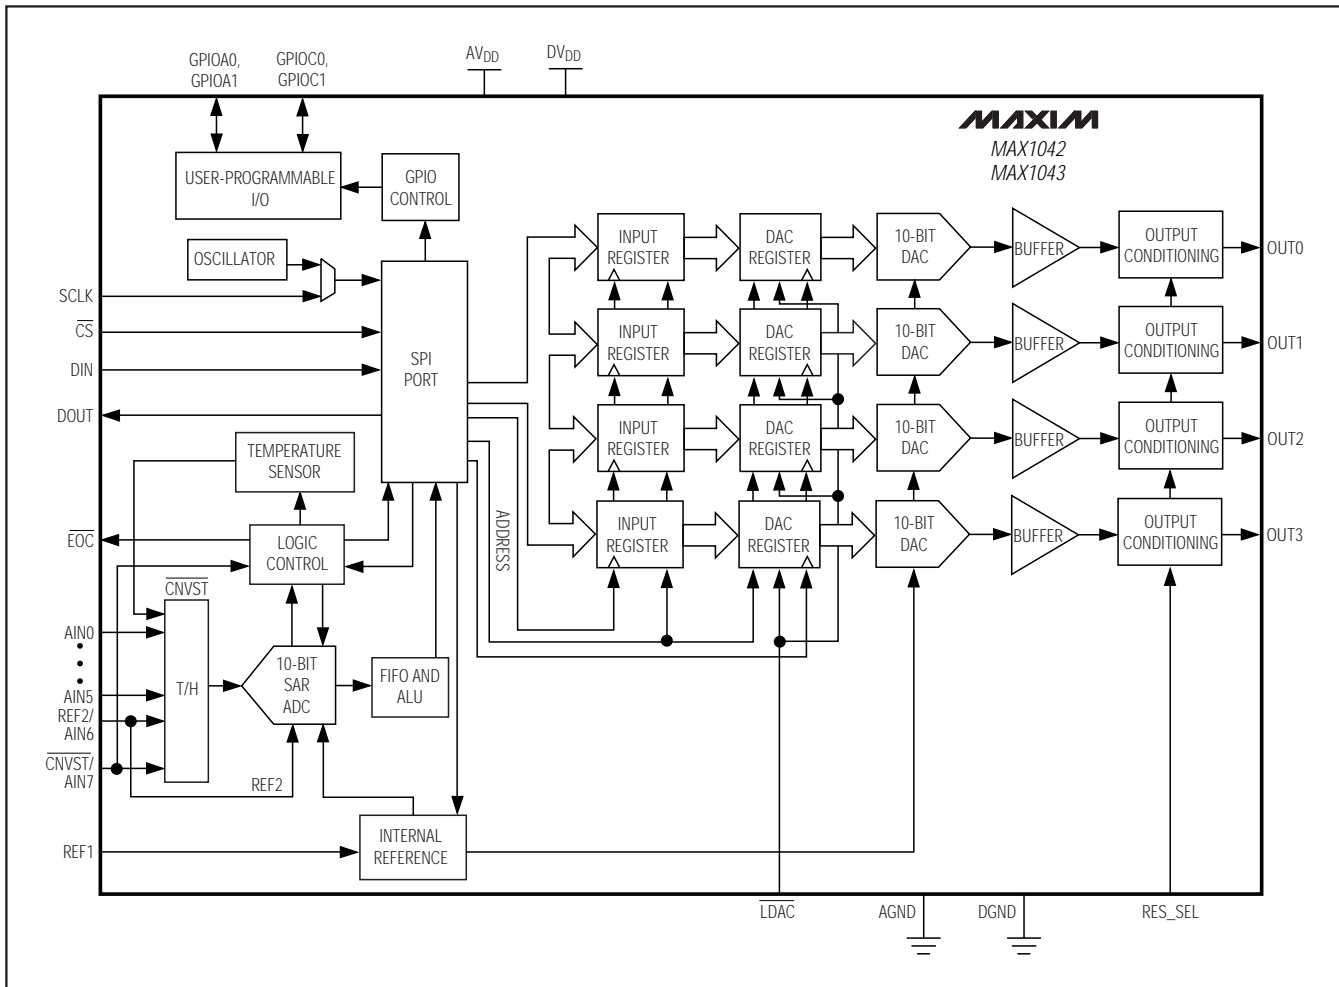 GPIOA0,
GPIOA1
GPIOC0,
GPIOC1
AVDD
DVDD
MAXIM
MAX1042
MAX1043
USER-PROGRAMMABLE
I/O
GPIO
CONTROL
OSCILLATOR
SCLK
CS
DIN
DOUT
SPI
PORT
TEMPERATURE
SENSOR
EOC
LOGIC
CONTROL
CNVST
AIN0
AIN5
REF2/
AIN6
CNVST/
AIN7
T/H
10-BIT
SAR
ADC
FIFO AND
ALU
REF2
REF1
INTERNAL
REFERENCE
ADDRESS
INPUT
REGISTER
DAC
REGISTER
10-BIT
DAC
BUFFER
OUTPUT
CONDITIONING
OUT0
INPUT
REGISTER
DAC
REGISTER
10-BIT
DAC
BUFFER
OUTPUT
CONDITIONING
OUT1
INPUT
REGISTER
DAC
REGISTER
10-BIT
DAC
BUFFER
OUTPUT
CONDITIONING
OUT2
INPUT
REGISTER
DAC
REGISTER
10-BIT
DAC
BUFFER
OUTPUT
CONDITIONING
OUT3
LDAC
AGND
DGND
RES_SEL